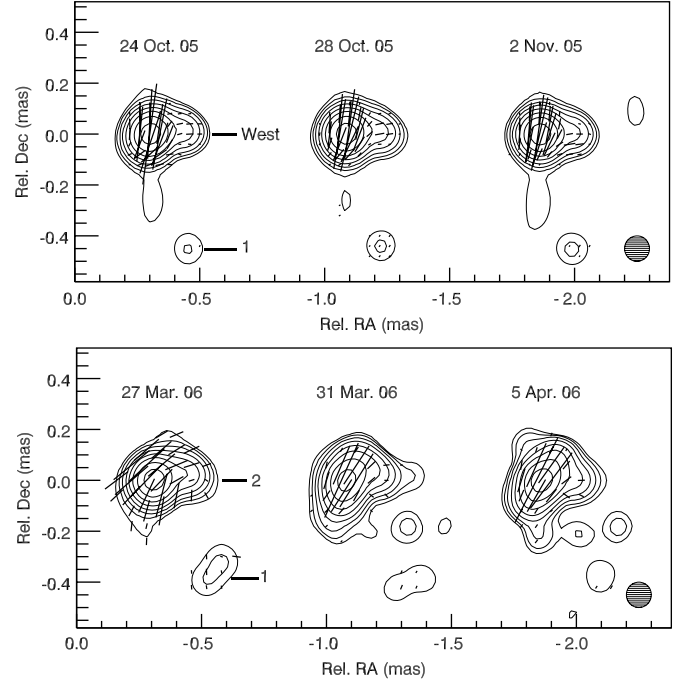 24 Oct. 05 28 Oct. 05 2 Nov. 05
0.4
0.2
0.0
-0.2
-0.4
Rel. Dec (mas)
West
1
0.0 -0.5 -1.0 -1.5 -2.0
Rel. RA (mas)
27 Mar. 06 31 Mar. 06 5 Apr. 06
0.4
0.2
0.0
-0.2
-0.4
Rel. Dec (mas)
2
1
0.0 -0.5 -1.0 -1.5 -2.0
Rel. RA (mas)